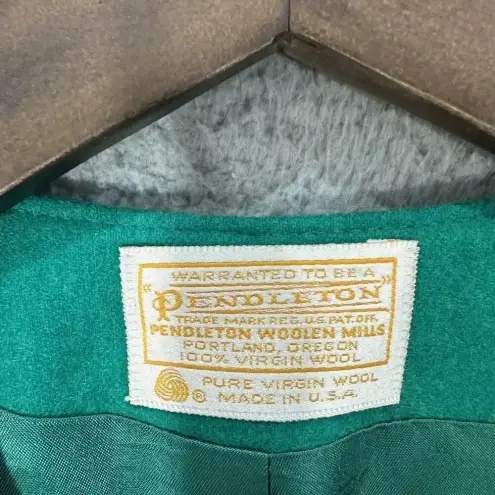 WARRANTED TO BE A
"PENDLETON"
TRADE MARK REG. U.S. PAT. OFF.
PENDLETON WOOLEN MILLS
PORTLAND, OREGON
100% VIRGIN WOOL
® PURE VIRGIN WOOL
MADE IN U.S.A.